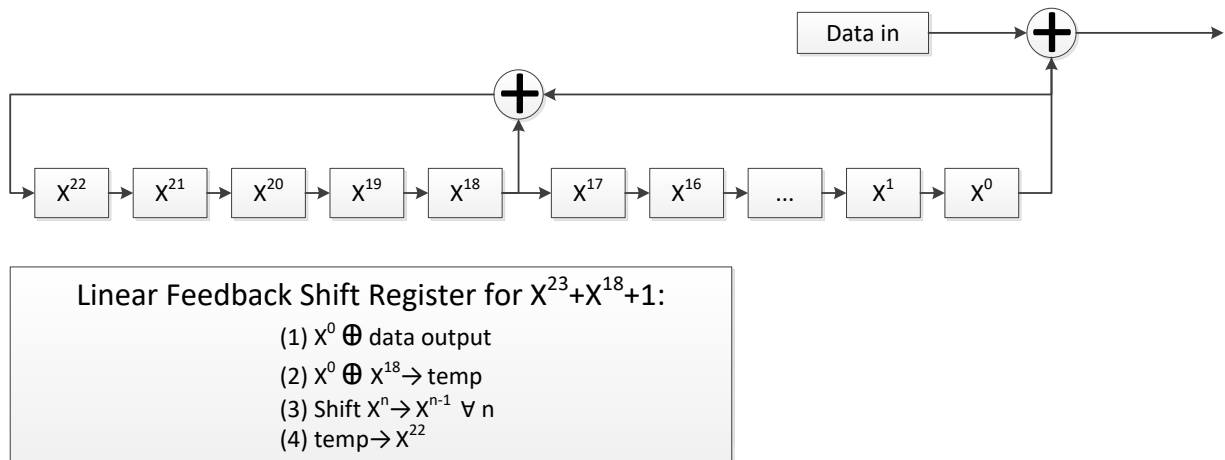 Data in
X²² X²¹ X²⁰ X¹⁹ X¹⁸ X¹⁷ X¹⁶ ... X¹ X⁰
Linear Feedback Shift Register for X²³+X¹⁸+1:
(1) X⁰ ⊕ data output
(2) X⁰ ⊕ X¹⁸→ temp
(3) Shift Xⁿ→ Xⁿ⁻¹ ∀ n
(4) temp→ X²²